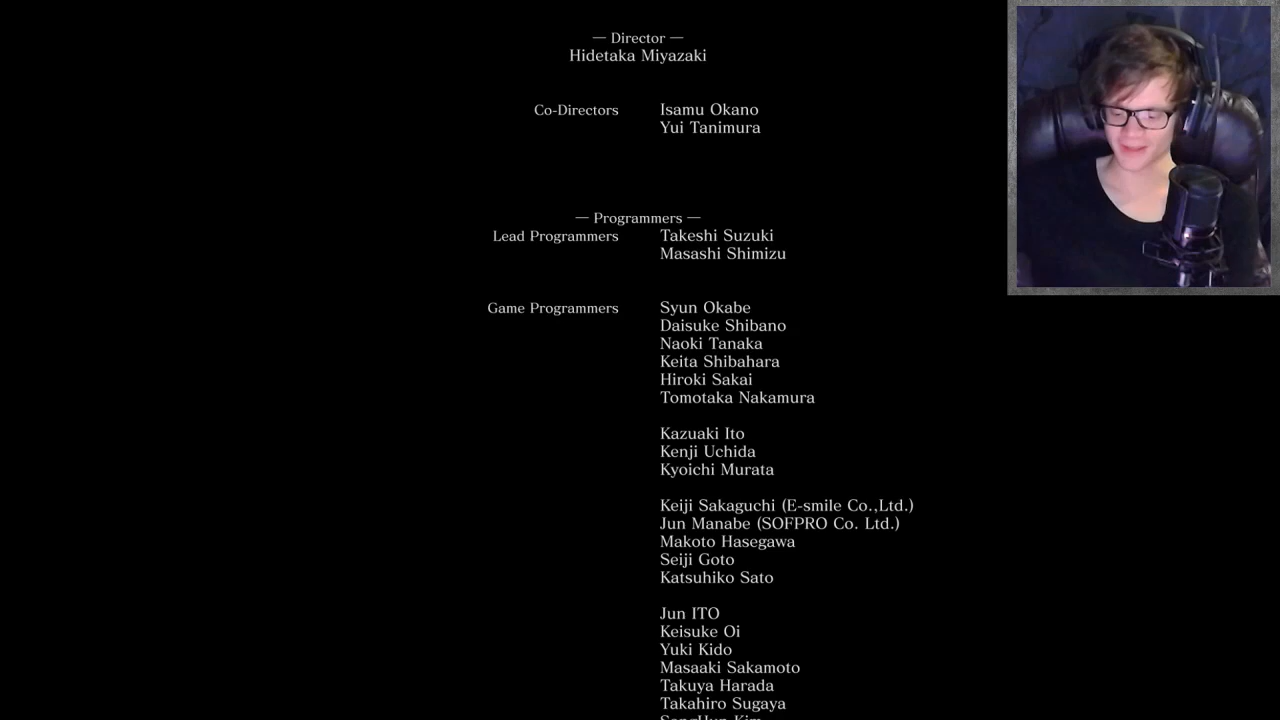 — Director —
Hidetaka Miyazaki
Co-Directors Isamu Okano
Yui Tanimura
— Programmers —
Lead Programmers Takeshi Suzuki
Masashi Shimizu
Game Programmers Syun Okabe
Daisuke Shibano
Naoki Tanaka
Keita Shibahara
Hiroki Sakai
Tomotaka Nakamura
Kazuaki Ito
Kenji Uchida
Kyoichi Murata
Keiji Sakaguchi (E-smile Co.,Ltd.)
Jun Manabe (SOFPRO Co. Ltd.)
Makoto Hasegawa
Seiji Goto
Katsuhiko Sato
Jun ITO
Keisuke Oi
Yuki Kido
Masaaki Sakamoto
Takuya Harada
Takahiro Sugaya